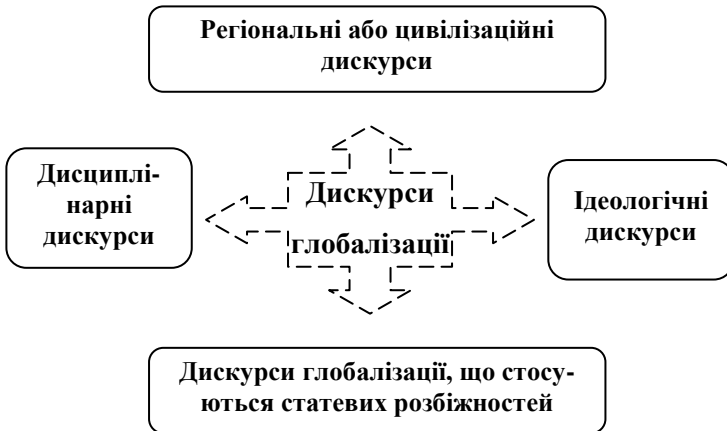 Регіональні або цивілізаційні
дискурси
Дисциплі-
нарні
дискурси
Дискурси
глобалізації
Ідеологічні
дискурси
Дискурси глобалізації, що стосу-
ються статевих розбіжностей